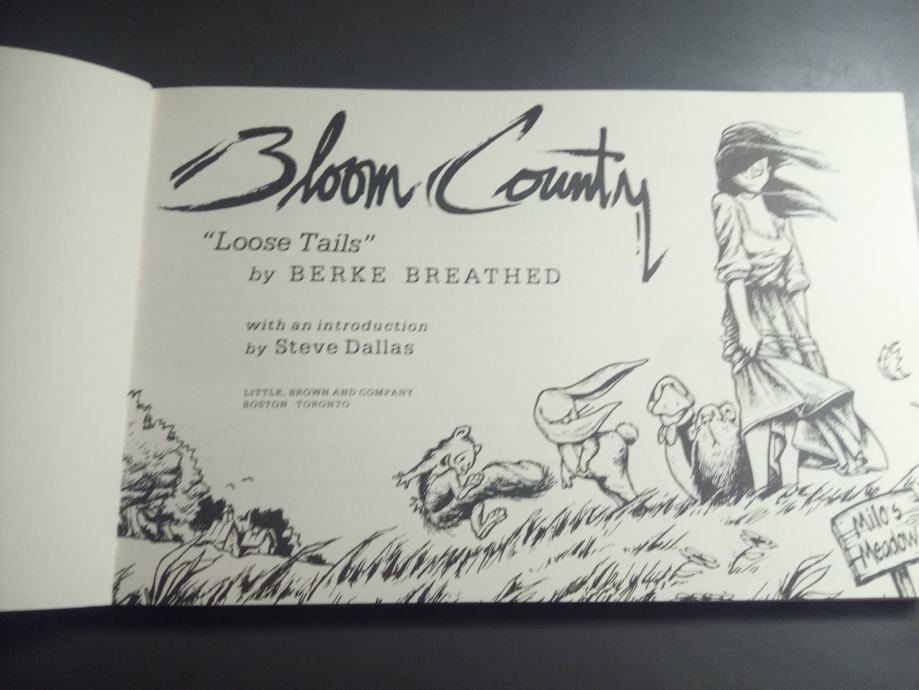 Bloom County
"Loose Tails"
by BERKE BREATHED
with an introduction
by Steve Dallas
LITTLE, BROWN AND COMPANY
BOSTON TORONTO
Milo's
Meadow